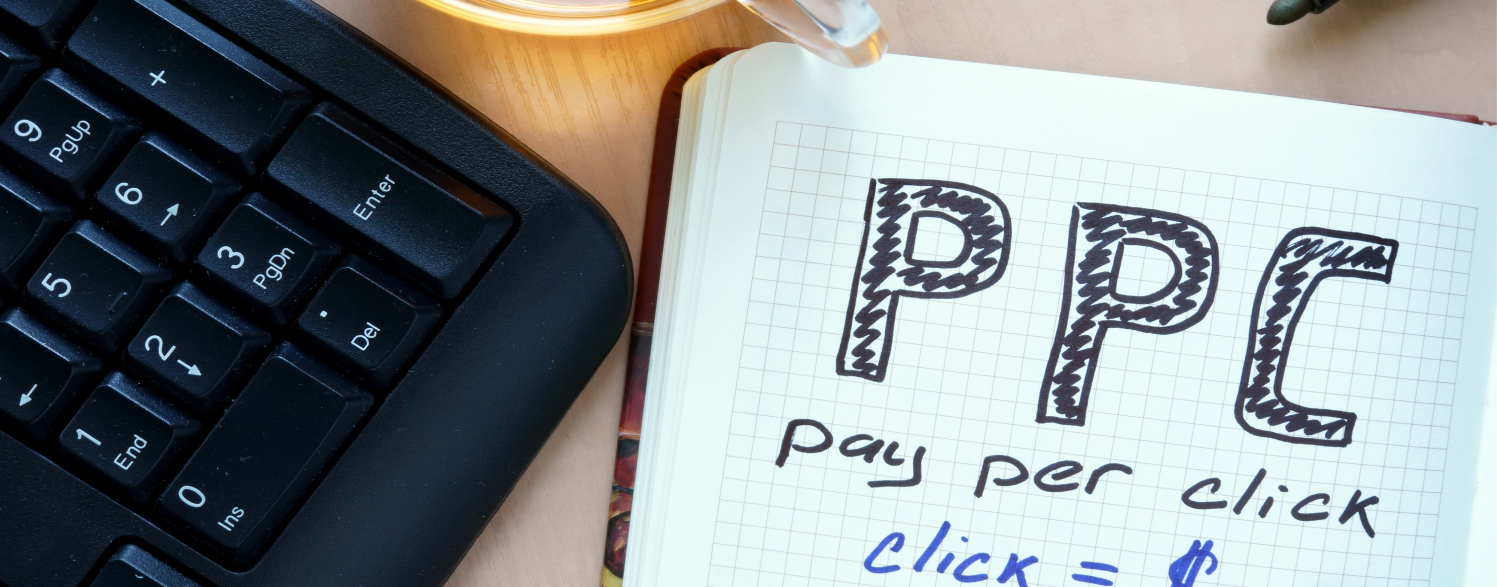 +
9 PgUp
6 →
Enter
5
3 PgDn
2 ↓
. Del
←
1 End
0 Ins
PPC
pay per click
click = $